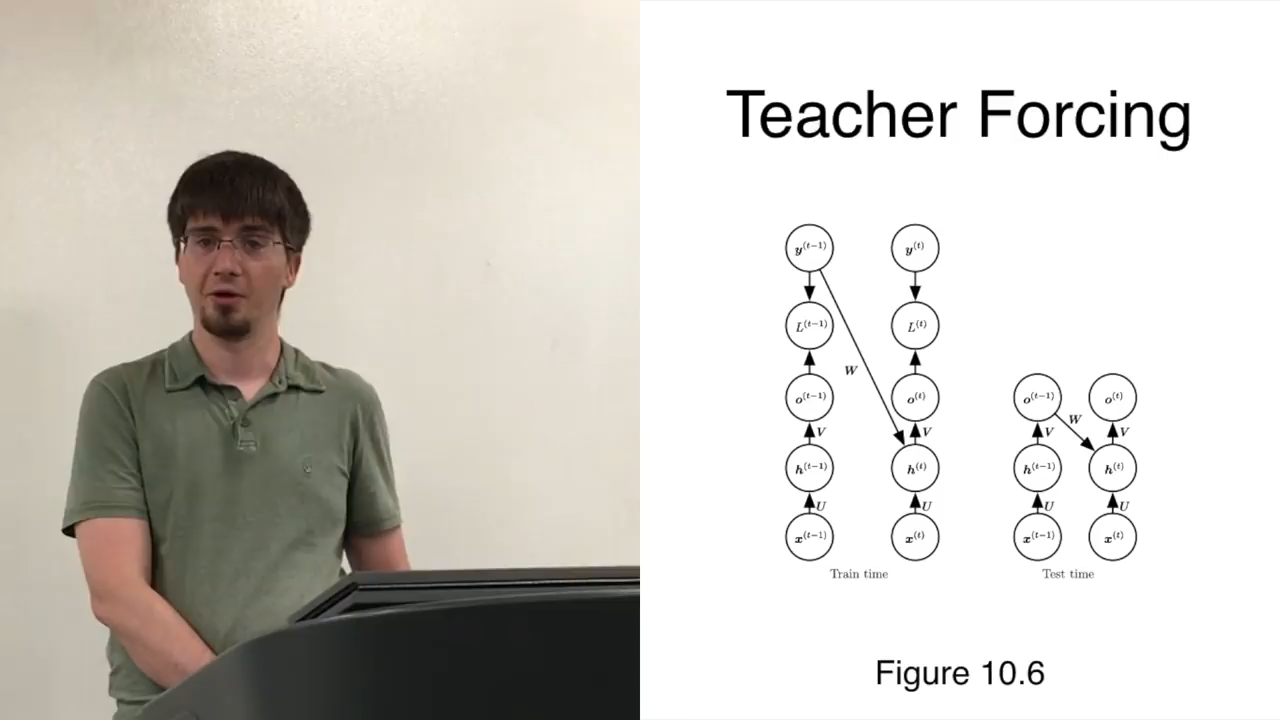 Teacher Forcing
y^(t−1) y^(t)
L^(t−1) L^(t)
W
o^(t−1) o^(t) o^(t−1) o^(t)
W
V V V V
h^(t−1) h^(t) h^(t−1) h^(t)
U U U U
x^(t−1) x^(t) x^(t−1) x^(t)
Train time Test time
Figure 10.6